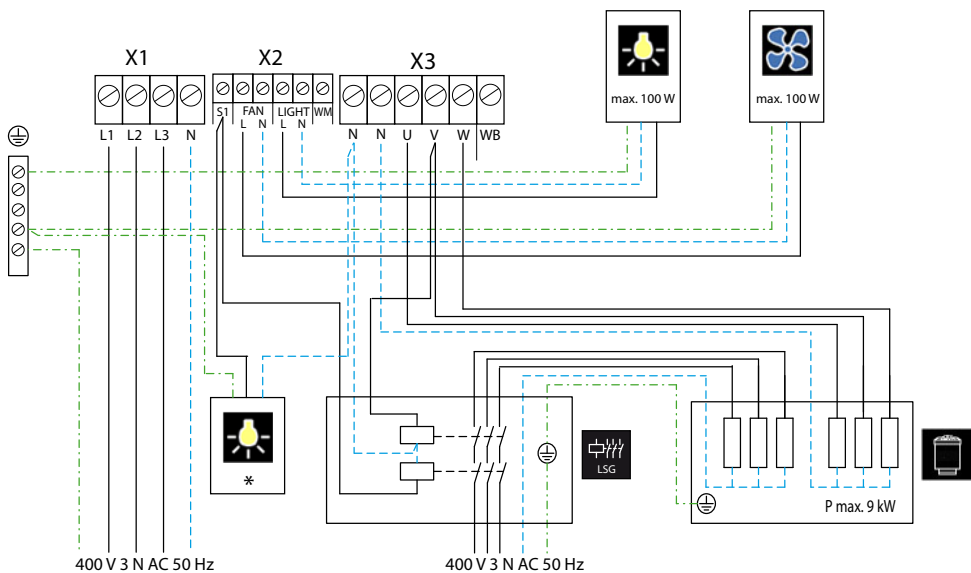 X1
X2
X3
max. 100 W
max. 100 W
L1 L2 L3 N
S1 FAN LIGHT WM
L N L N
N N U V W WB
*
LSG
P max. 9 kW
400 V 3 N AC 50 Hz
400 V 3 N AC 50 Hz